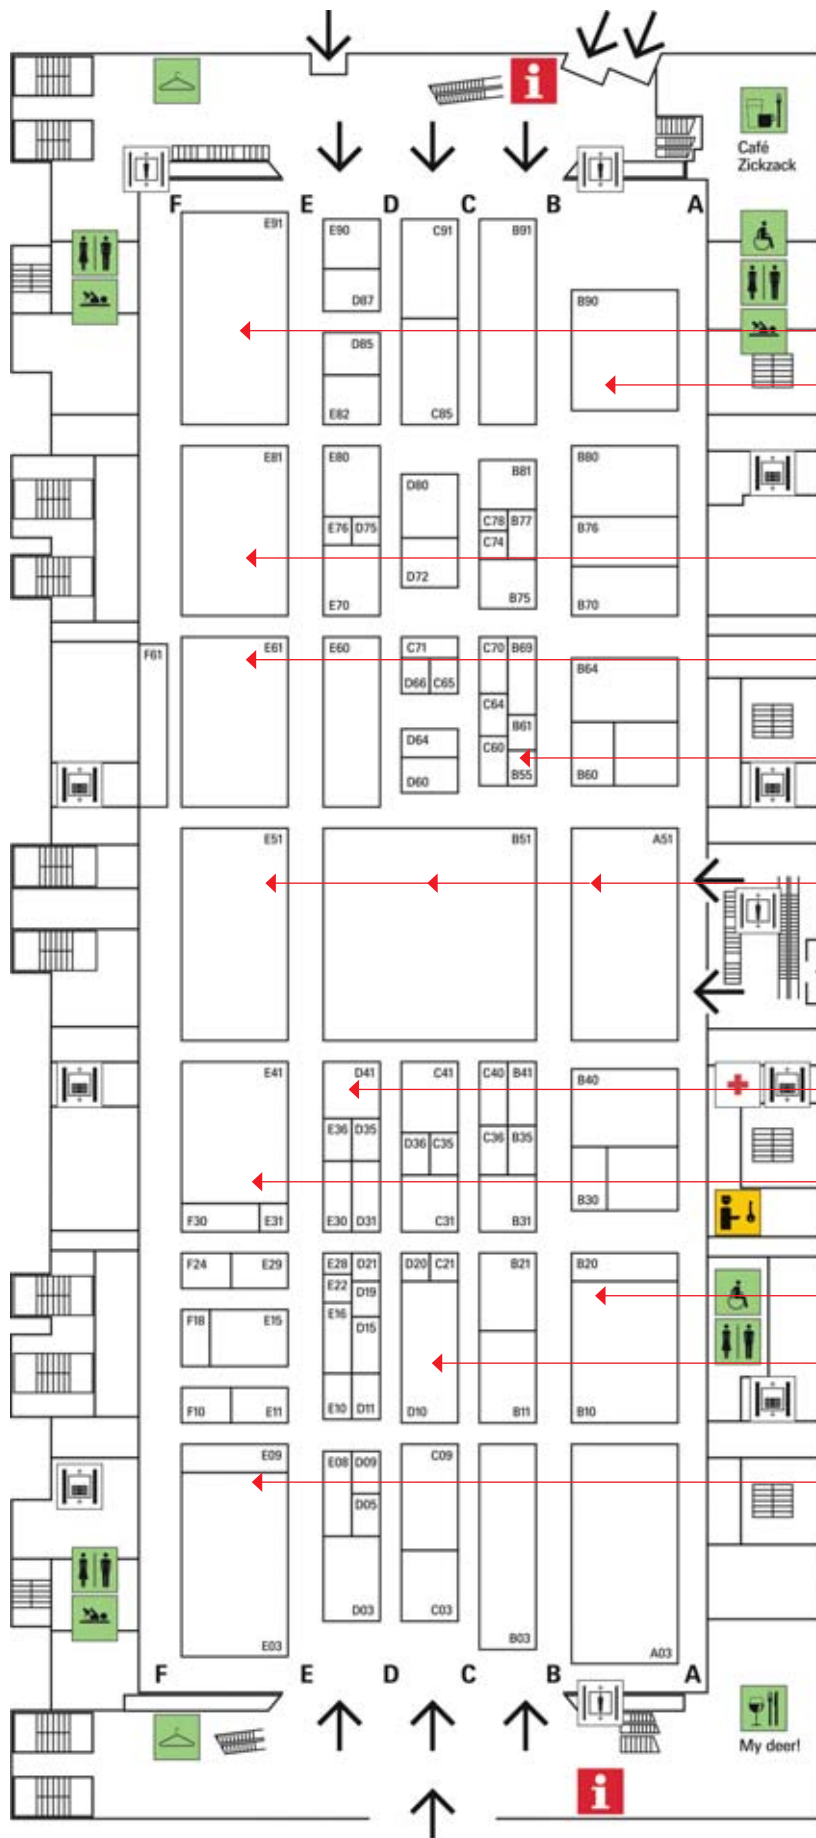 i
Café
Zickzack
F E D C B A
E91 E90 C91 B91
D87 B90
D85
E82 C85
E81 E80 B81 B80
D80
E76 D75 C78 B77 B76
C74
D72
E70 B75 B70
F61 E61 E60 C71 C70 B69
D66 C65 B64
C64
B61
D64 C60
D60 B55 B60
E51 B51 A51
E41 D41 C41 C40 B41 B40
E36 D35 D36 C35 C36 B35
B30
F30 E31 E30 D31 C31 B31
F24 E29 E28 D21 D20 C21 B21 B20
E22 D19
F18 E15 E16 D15
F10 E11 E10 D11 D10 B11 B10
E09 E08 D09 C09
D05
D03 C03
E03 B03 A03
F E D C B A
My deer!
i